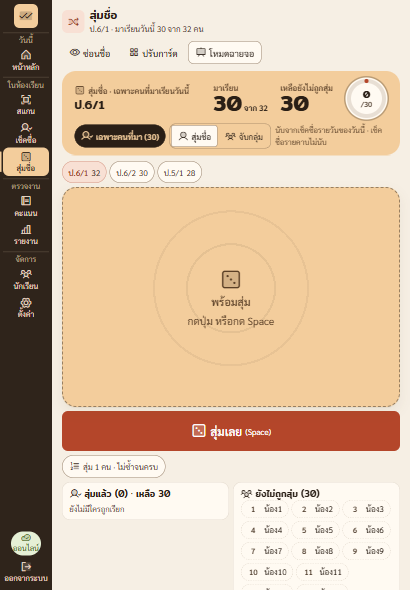 วันนี้
หน้าหลัก
ในห้องเรียน
สแกน
เช็คชื่อ
สุ่มชื่อ
ตรวจงาน
คะแนน
รายงาน
จัดการ
นักเรียน
ตั้งค่า
ออนไลน์
ออกจากระบบ
สุ่มชื่อ
ป.6/1 · มาเรียนวันนี้ 30 จาก 32 คน
ซ่อนชื่อ ปรับการ์ด โหมดฉายจอ
สุ่มชื่อ · เฉพาะคนที่มาเรียนวันนี้
ป.6/1
มาเรียน
30 จาก 32
เหลือยังไม่ถูกสุ่ม
30
0
/30
เฉพาะคนที่มา (30) สุ่มชื่อ จับกลุ่ม
นับจากเช็คชื่อรายวันของวันนี้ · เช็ค
ชื่อรายคาบไม่นับ
ป.6/1 32 ป.6/2 30 ป.5/1 28
พร้อมสุ่ม
กดปุ่ม หรือกด Space
สุ่มเลย (Space)
สุ่ม 1 คน · ไม่ซ้ำจนครบ
สุ่มแล้ว (0) · เหลือ 30
ยังไม่มีใครถูกเรียก
ยังไม่ถูกสุ่ม (30)
1 น้อง1 2 น้อง2 3 น้อง3
4 น้อง4 5 น้อง5 6 น้อง6
7 น้อง7 8 น้อง8 9 น้อง9
10 น้อง10 11 น้อง11